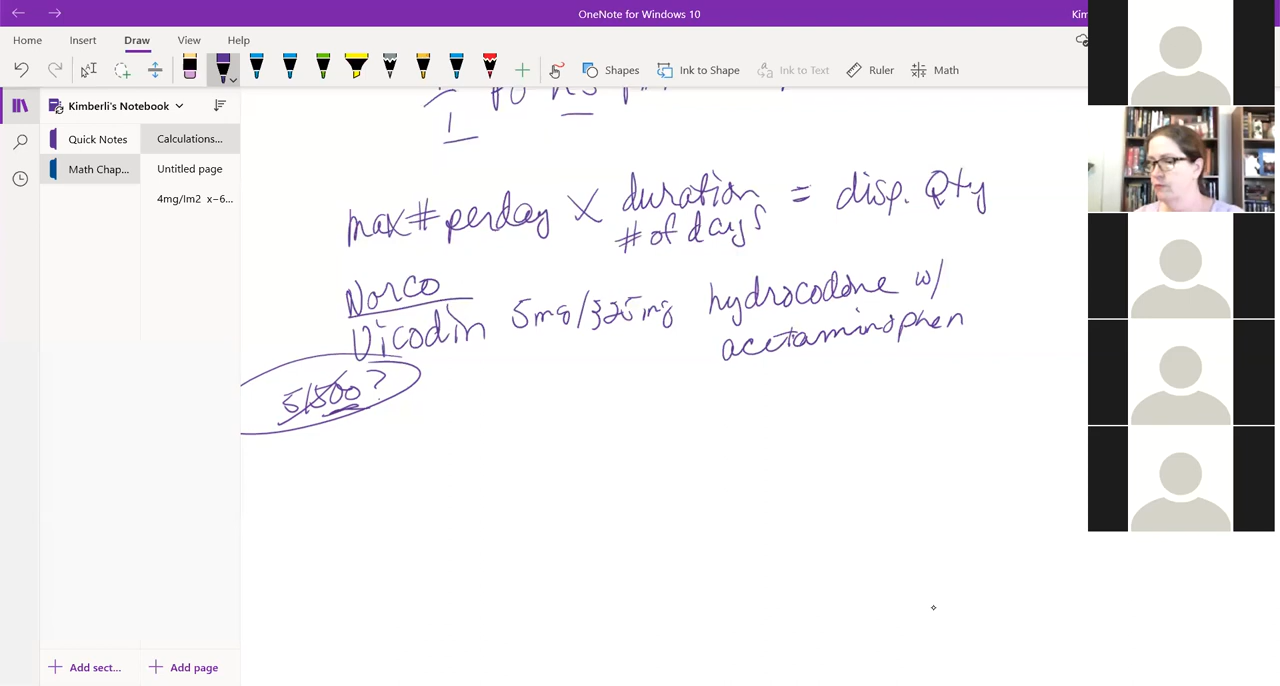 OneNote for Windows 10
Home Insert Draw View Help
Shapes Ink to Shape Ink to Text Ruler Math
Kimberli's Notebook
Quick Notes
Math Chap...
Calculations...
Untitled page
4mg/lm2 x-6...
max # per day X duration = disp. Qty
# of days
Norco
Vicodin 5mg/325mg hydrocodone w/
acetaminophen
5/500?
Add sect...
Add page